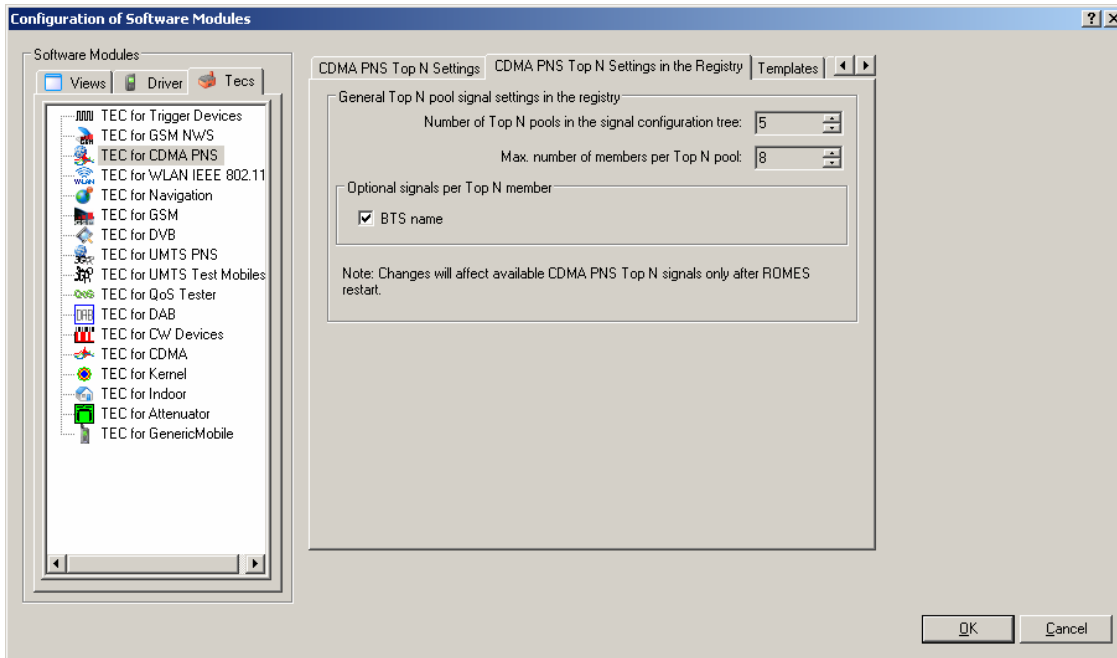 Configuration of Software Modules
Software Modules
Views
Driver
Tecs
TEC for Trigger Devices
TEC for GSM NWS
TEC for CDMA PNS
TEC for WLAN IEEE 802.11
TEC for Navigation
TEC for GSM
TEC for DVB
TEC for UMTS PNS
TEC for UMTS Test Mobiles
TEC for QoS Tester
TEC for DAB
TEC for CW Devices
TEC for CDMA
TEC for Kernel
TEC for Indoor
TEC for Attenuator
TEC for GenericMobile
CDMA PNS Top N Settings
CDMA PNS Top N Settings in the Registry
Templates
General Top N pool signal settings in the registry
Number of Top N pools in the signal configuration tree: 5
Max. number of members per Top N pool: 8
Optional signals per Top N member
BTS name
Note: Changes will affect available CDMA PNS Top N signals only after ROMES
restart.
OK
Cancel